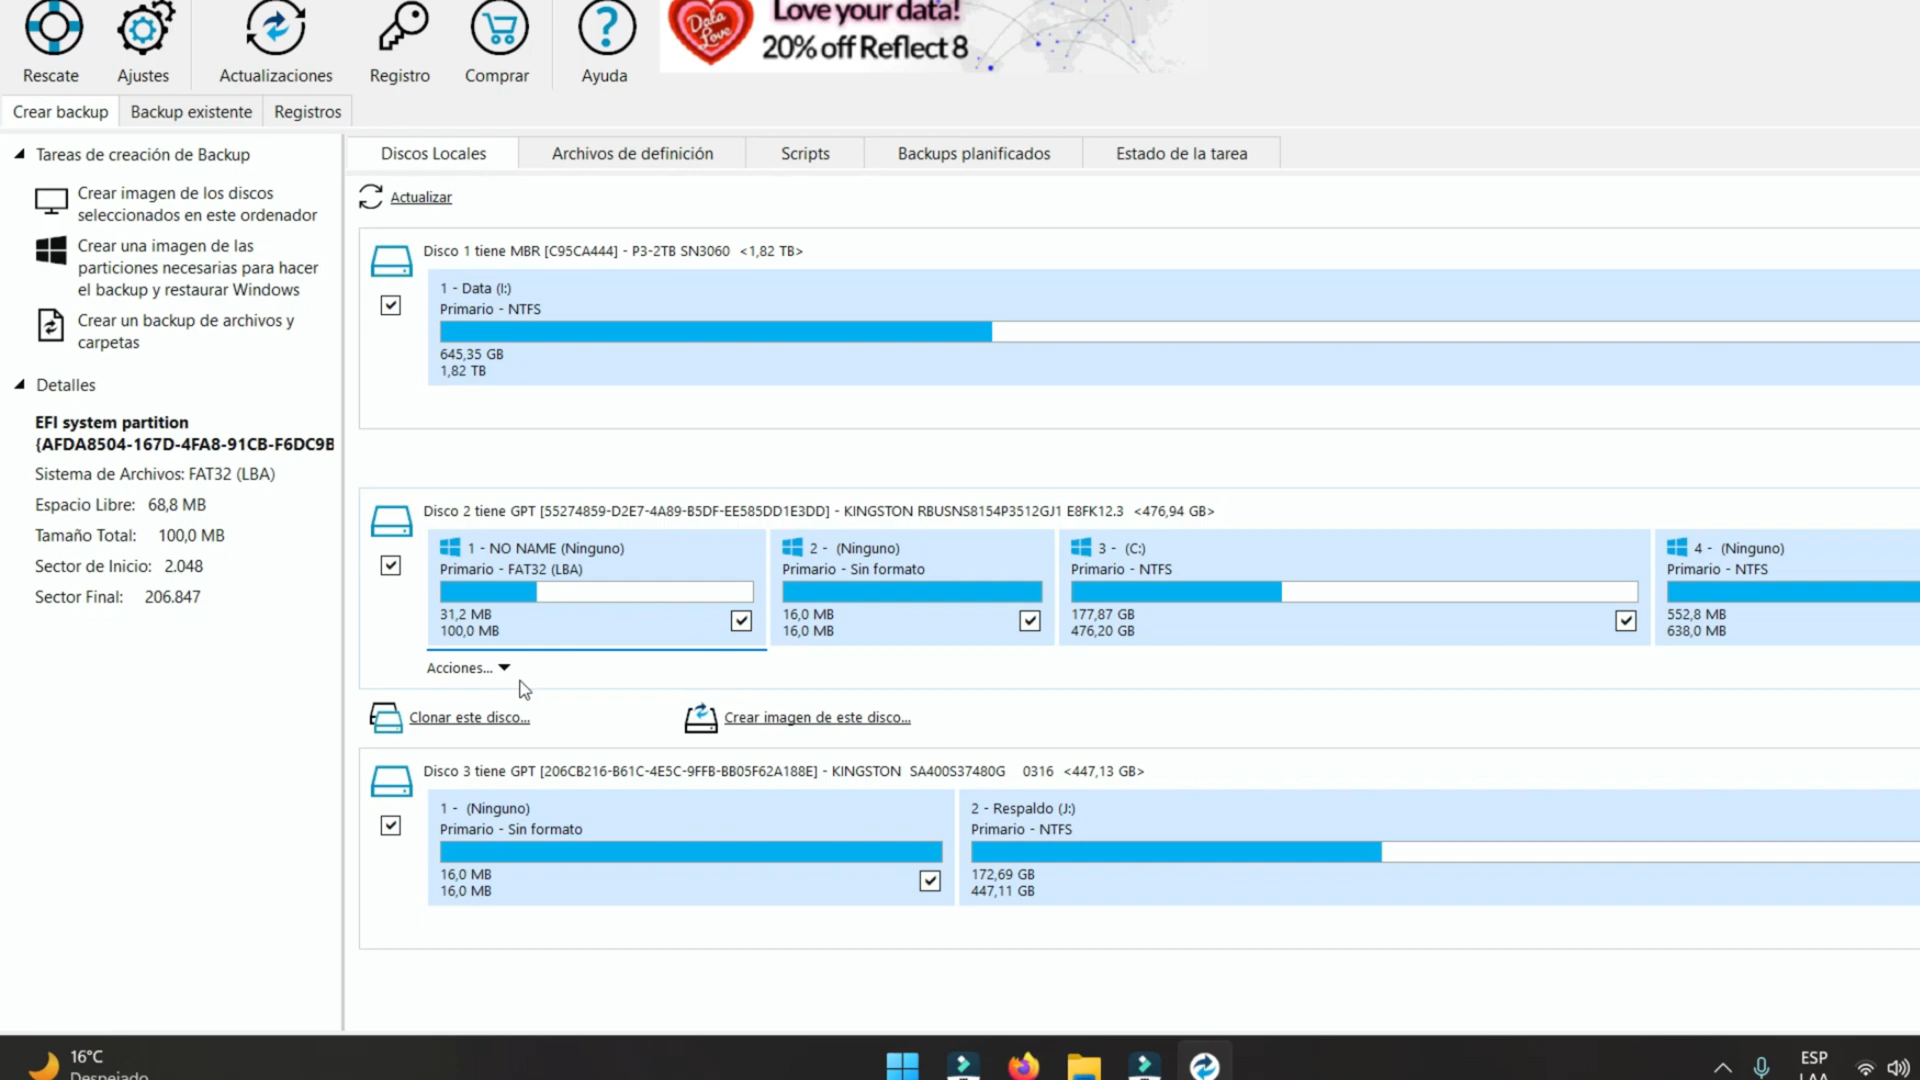 Data
Love
Love your data!
20% off Reflect 8
Rescate
Ajustes
Actualizaciones
Registro
Comprar
Ayuda
Crear backup
Backup existente
Registros
Tareas de creación de Backup
Crear imagen de los discos
seleccionados en este ordenador
Crear una imagen de las
particiones necesarias para hacer
el backup y restaurar Windows
Crear un backup de archivos y
carpetas
Detalles
EFI system partition
{AFDA8504-167D-4FA8-91CB-F6DC9B
Sistema de Archivos: FAT32 (LBA)
Espacio Libre: 68,8 MB
Tamaño Total: 100,0 MB
Sector de Inicio: 2.048
Sector Final: 206.847
Discos Locales
Archivos de definición
Scripts
Backups planificados
Estado de la tarea
Actualizar
Disco 1 tiene MBR [C95CA444] - P3-2TB SN3060 <1,82 TB>
1 - Data (I:)
Primario - NTFS
645,35 GB
1,82 TB
Disco 2 tiene GPT [55274859-D2E7-4A89-B5DF-EE585DD1E3DD] - KINGSTON RBUSNS8154P3512GJ1 E8FK12.3 <476,94 GB>
1 - NO NAME (Ninguno)
Primario - FAT32 (LBA)
31,2 MB
100,0 MB
2 - (Ninguno)
Primario - Sin formato
16,0 MB
16,0 MB
3 - (C:)
Primario - NTFS
177,87 GB
476,20 GB
4 - (Ninguno)
Primario - NTFS
552,8 MB
638,0 MB
Acciones...
Clonar este disco...
Crear imagen de este disco...
Disco 3 tiene GPT [206CB216-B61C-4E5C-9FFB-BB05F62A188E] - KINGSTON SA400S37480G 0316 <447,13 GB>
1 - (Ninguno)
Primario - Sin formato
16,0 MB
16,0 MB
2 - Respaldo (J:)
Primario - NTFS
172,69 GB
447,11 GB
16°C
Despejado
ESP
LAA